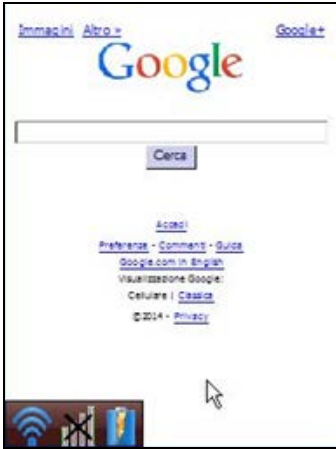 Immagini Altro » Google+
Google
Cerca
Accedi
Preferenze - Commenti - Guida
Google.com in English
Visualizzazione Google:
Cellulare | Classica
©2014 - Privacy